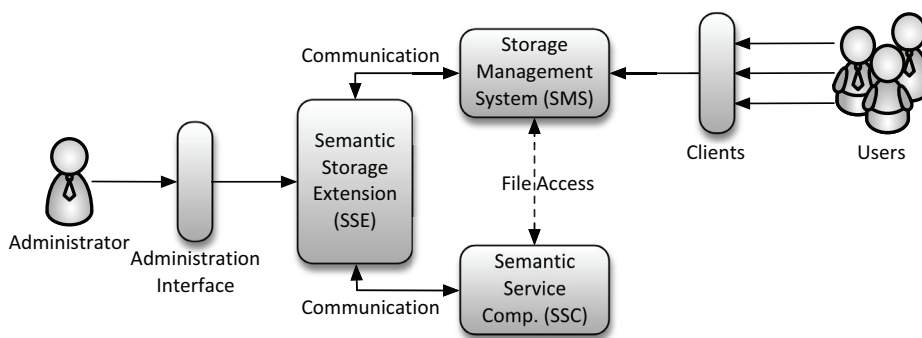 Communication
Storage
Management
System (SMS)
Semantic
Storage
Extension
(SSE)
Clients
Users
File Access
Administrator
Administration
Interface
Semantic
Service
Comp. (SSC)
Communication